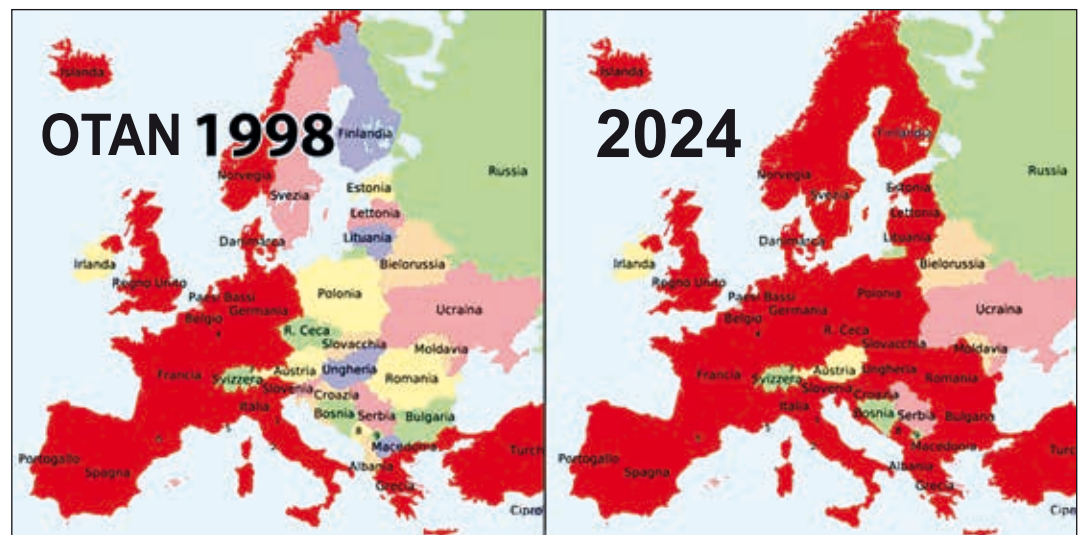 OTAN 1998
Islanda
Finlandia
Norvegia
Russia
Svezia
Estonia
Lettonia
Lituania
Danimarca
Irlanda
Bielorussia
Regno Unito
Paesi Bassi
Polonia
Belgio
Germania
Ucraina
R. Ceca
Slovacchia
Moldavia
Francia
Svizzera
Austria
Ungheria
Romania
Slovenia
Croazia
Italia
Bosnia
Serbia
Bulgaria
Macedonia
Portogallo
Spagna
Albania
Turch
Grecia
Cipro
2024
Islanda
Finlandia
Norvegia
Russia
Svezia
Estonia
Lettonia
Lituania
Danimarca
Irlanda
Bielorussia
Regno Unito
Paesi Bassi
Polonia
Belgio
Germania
Ucraina
R. Ceca
Slovacchia
Moldavia
Francia
Svizzera
Austria
Ungheria
Romania
Slovenia
Croazia
Italia
Bosnia
Serbia
Bulgaria
Macedonia
Portogallo
Spagna
Albania
Turc
Grecia
Cipe